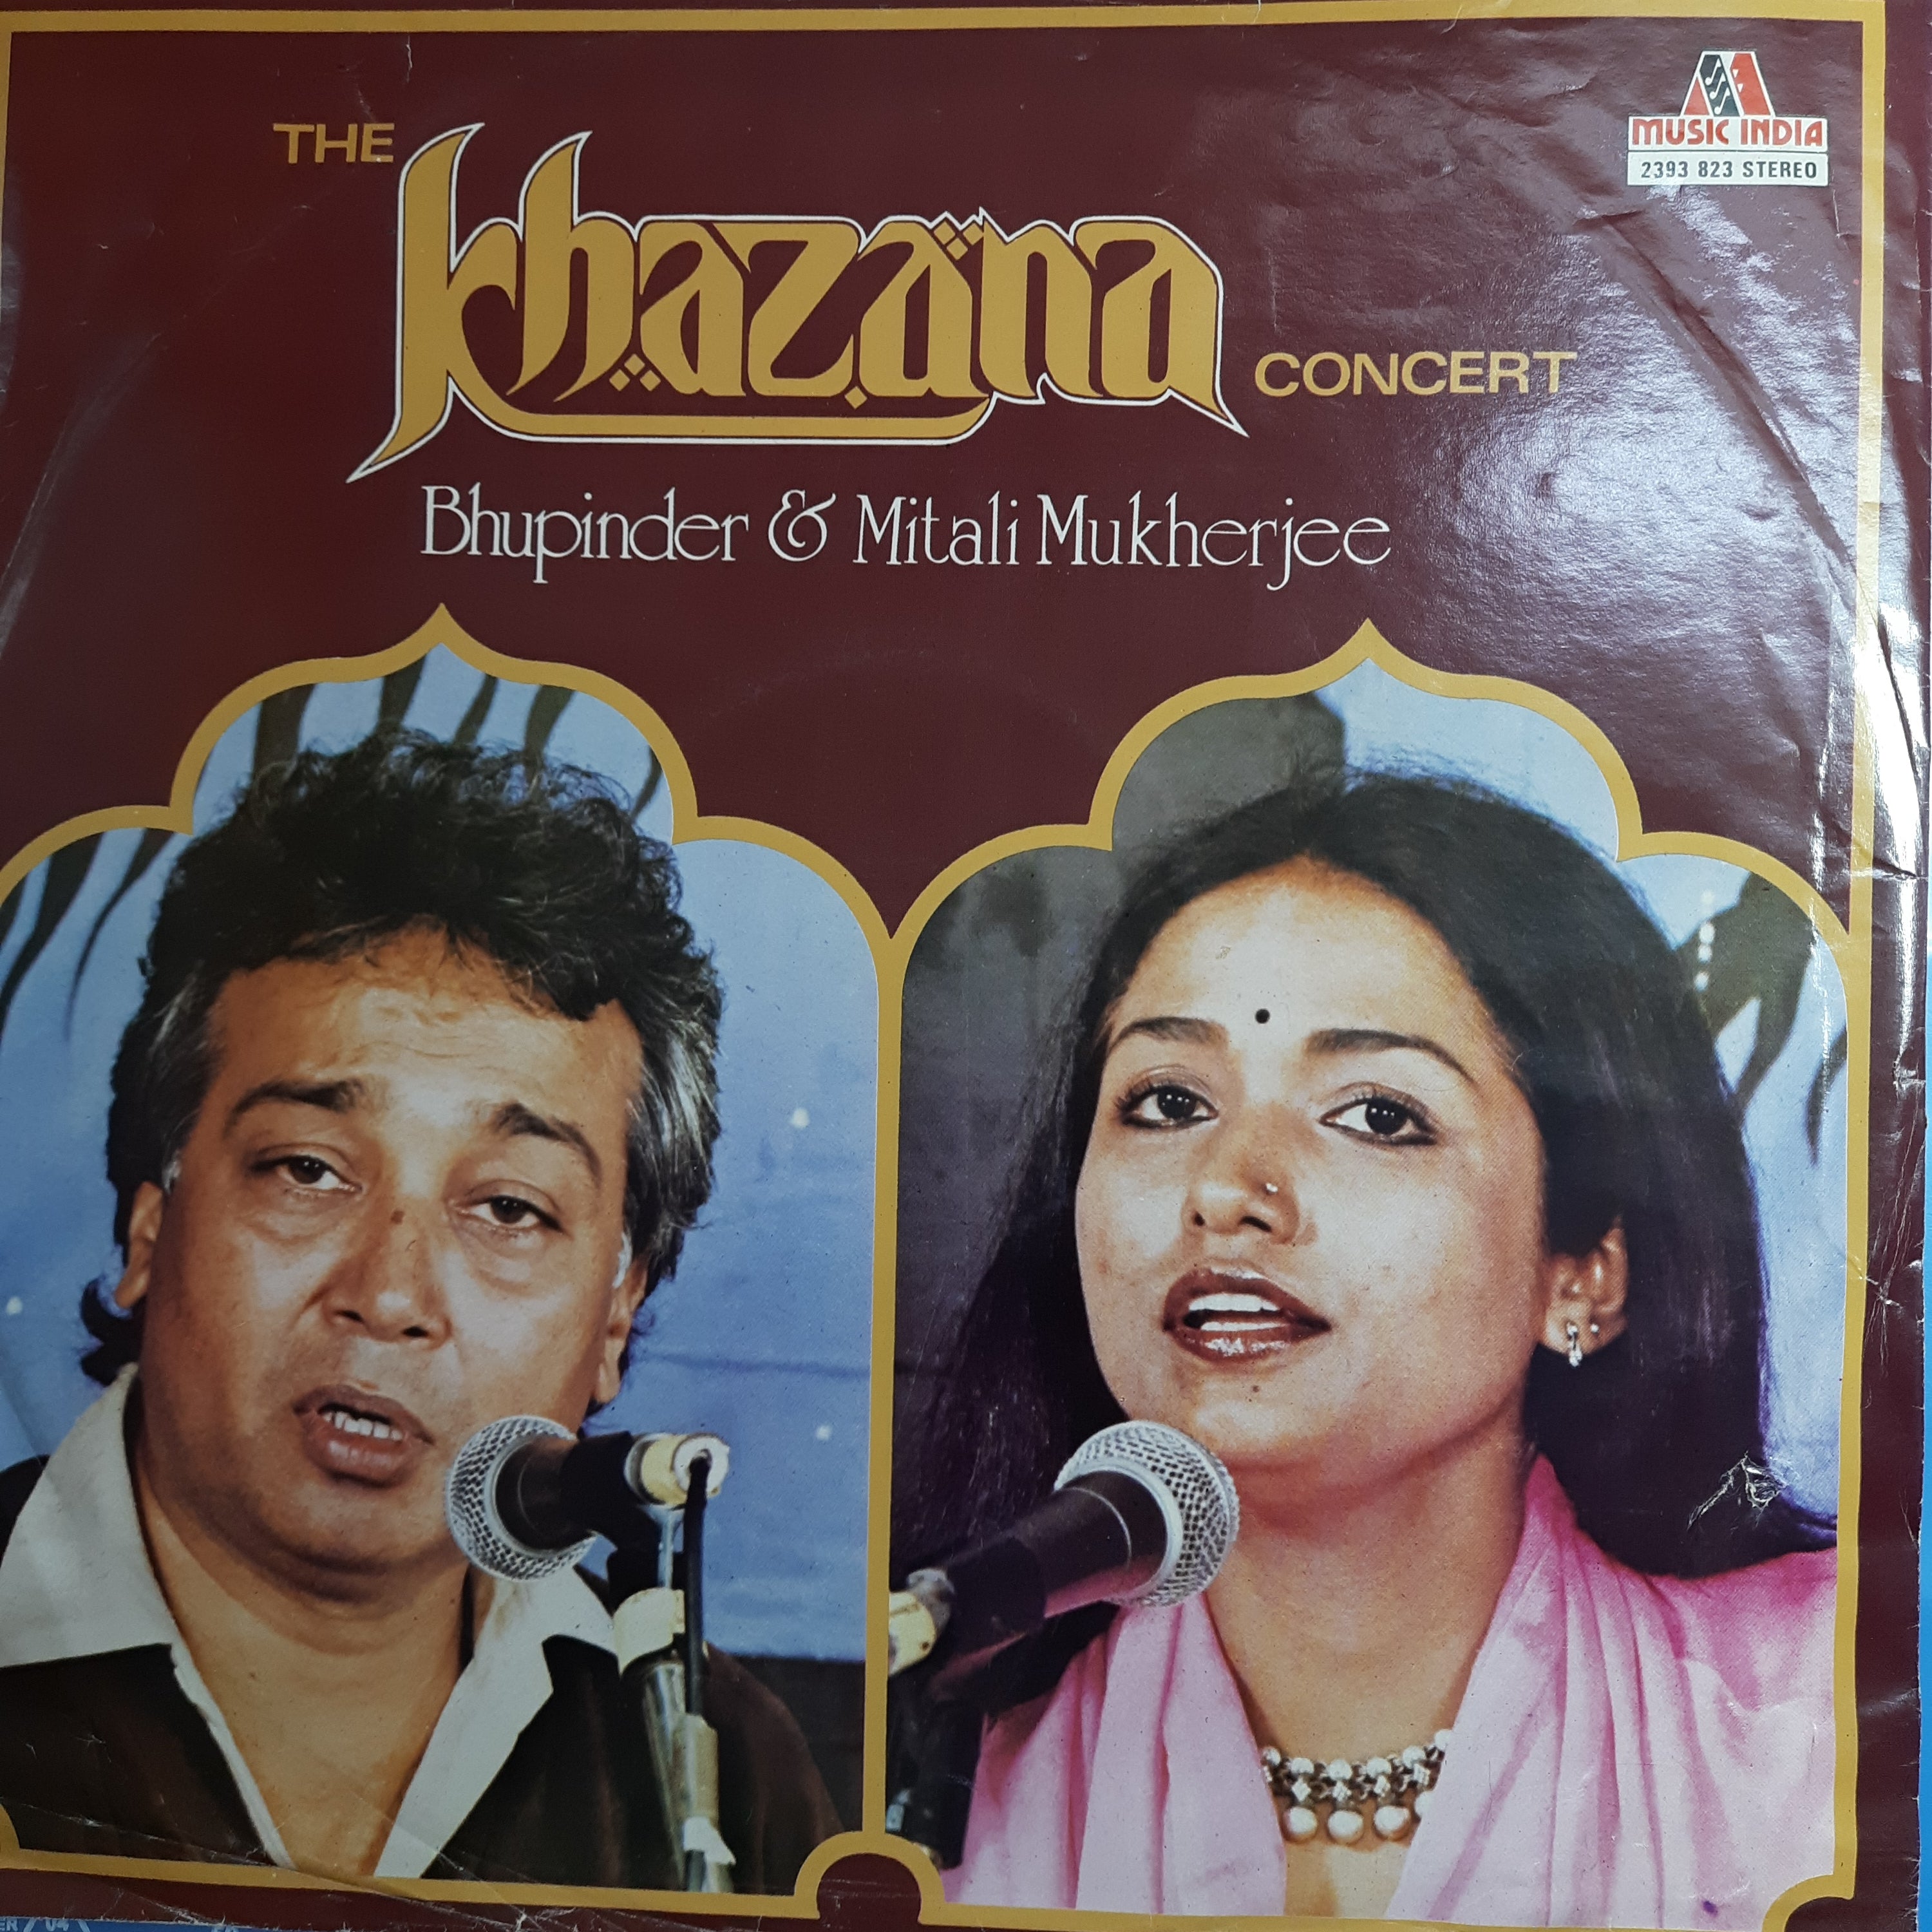 THE khazana CONCERT
MUSIC INDIA
2393 823 STEREO
Bhupinder & Mitali Mukherjee